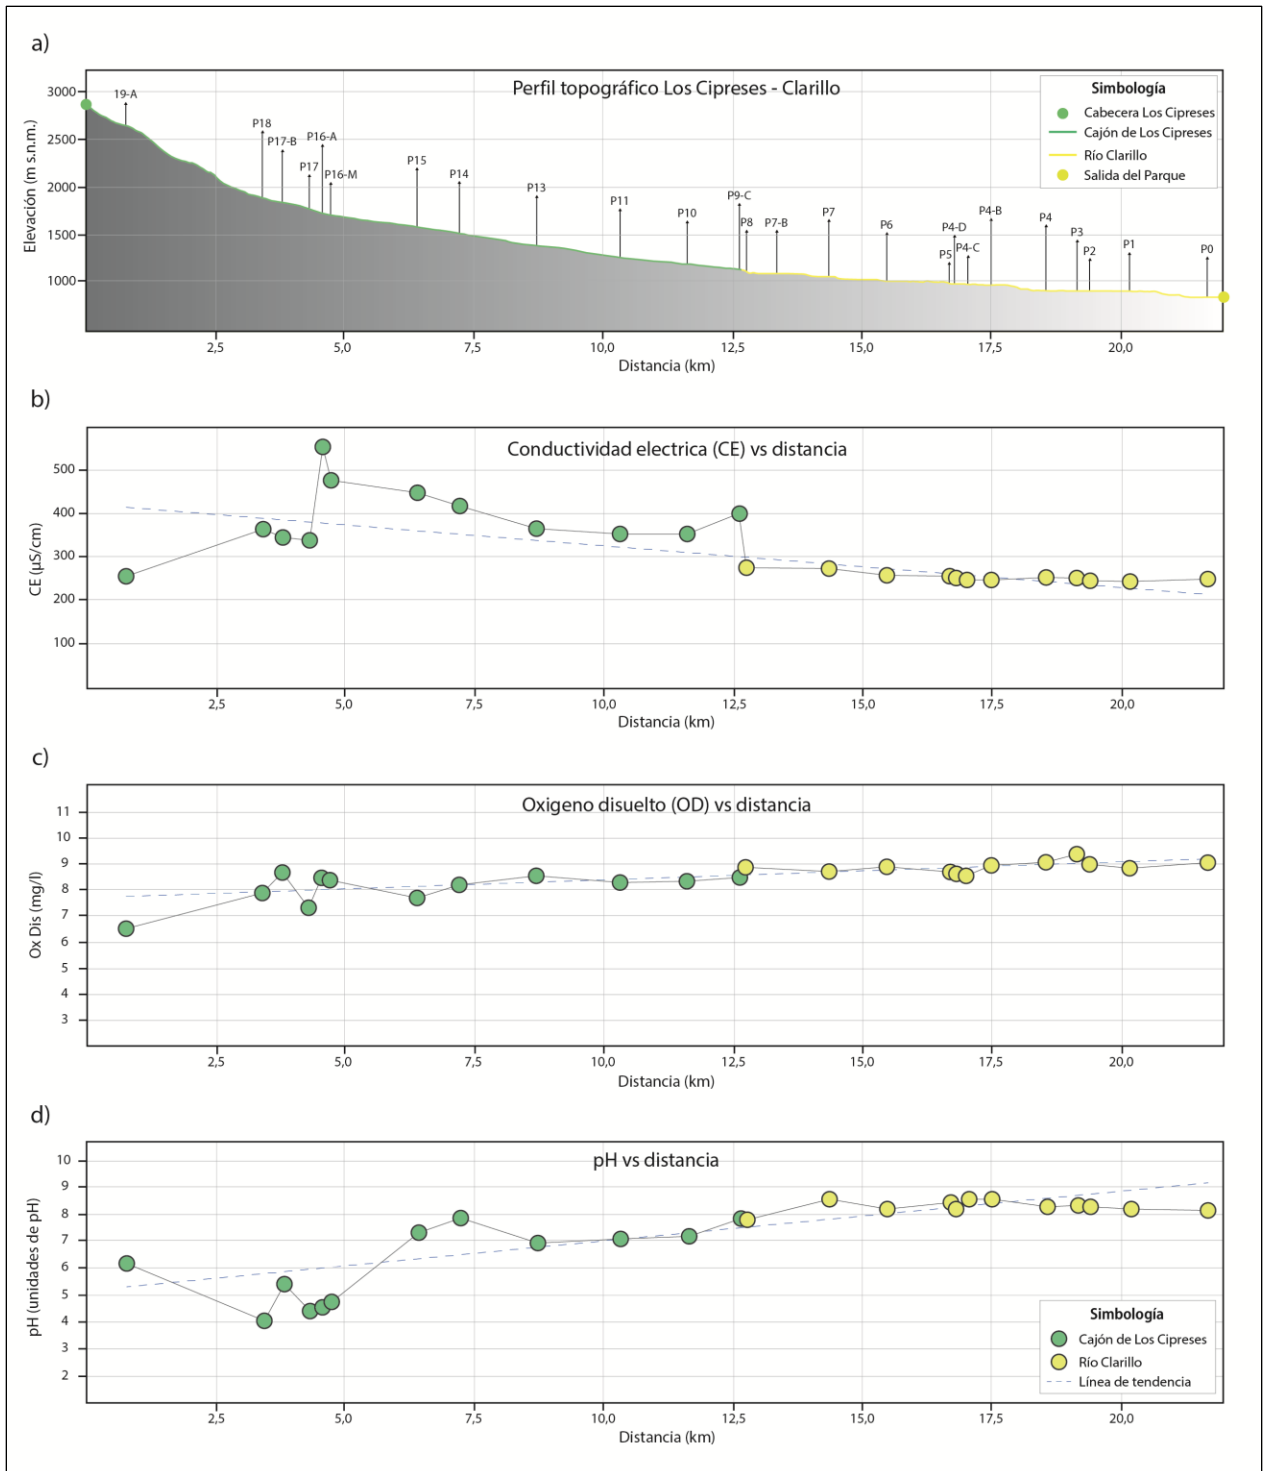 a)
Perfil topográfico Los Cipreses - Clarillo
Simbología
Cabecera Los Cipreses
Cajón de Los Cipreses
Río Clarillo
Salida del Parque
Elevación (m s.n.m.)
3000
2500
2000
1500
1000
19-A
P18
P17-B
P17
P16-A
P16-M
P15
P14
P13
P11
P10
P9-C
P8
P7-B
P7
P6
P5
P4-D
P4-C
P4-B
P4
P3
P2
P1
P0
2,5 5,0 7,5 10,0 12,5 15,0 17,5 20,0
Distancia (km)
b)
Conductividad electrica (CE) vs distancia
CE (µS/cm)
500
400
300
200
100
2,5 5,0 7,5 10,0 12,5 15,0 17,5 20,0
Distancia (km)
c)
Oxigeno disuelto (OD) vs distancia
Ox Dis (mg/l)
11
10
9
8
7
6
5
4
3
2,5 5,0 7,5 10,0 12,5 15,0 17,5 20,0
Distancia (km)
d)
pH vs distancia
pH (unidades de pH)
10
9
8
7
6
5
4
3
2
Simbología
Cajón de Los Cipreses
Río Clarillo
Línea de tendencia
2,5 5,0 7,5 10,0 12,5 15,0 17,5 20,0
Distancia (km)